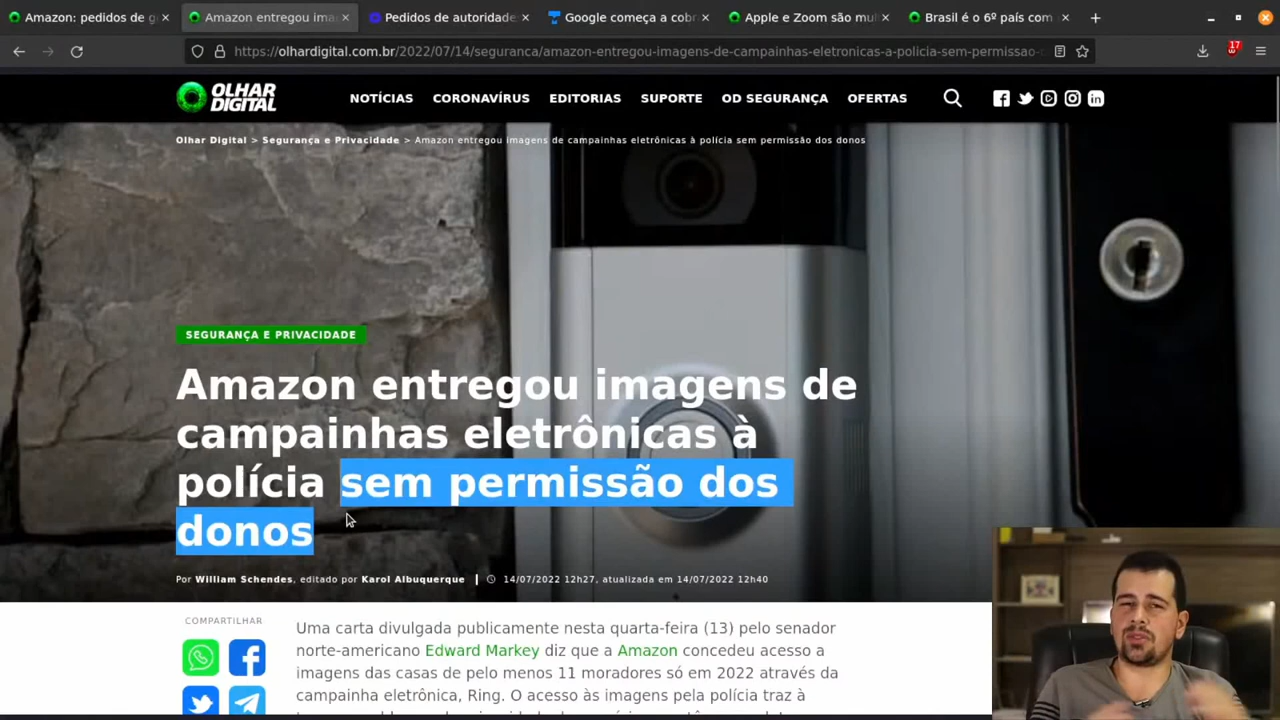 Amazon: pedidos de g
Amazon entregou ima
Pedidos de autoridade
Google começa a cobr
Apple e Zoom são mul
Brasil é o 6º país com
17
https://olhardigital.com.br/2022/07/14/seguranca/amazon-entregou-imagens-de-campainhas-eletronicas-a-policia-sem-permissao-
OLHAR DIGITAL
NOTÍCIAS CORONAVÍRUS EDITORIAS SUPORTE OD SEGURANÇA OFERTAS
Olhar Digital > Segurança e Privacidade > Amazon entregou imagens de campainhas eletrônicas à polícia sem permissão dos donos
SEGURANÇA E PRIVACIDADE
Amazon entregou imagens de
campainhas eletrônicas à
polícia sem permissão dos
donos
Por William Schendes, editado por Karol Albuquerque | 14/07/2022 12h27, atualizada em 14/07/2022 12h40
COMPARTILHAR
Uma carta divulgada publicamente nesta quarta-feira (13) pelo senador
norte-americano Edward Markey diz que a Amazon concedeu acesso a
imagens das casas de pelo menos 11 moradores só em 2022 através da
campainha eletrônica, Ring. O acesso às imagens pela polícia traz à